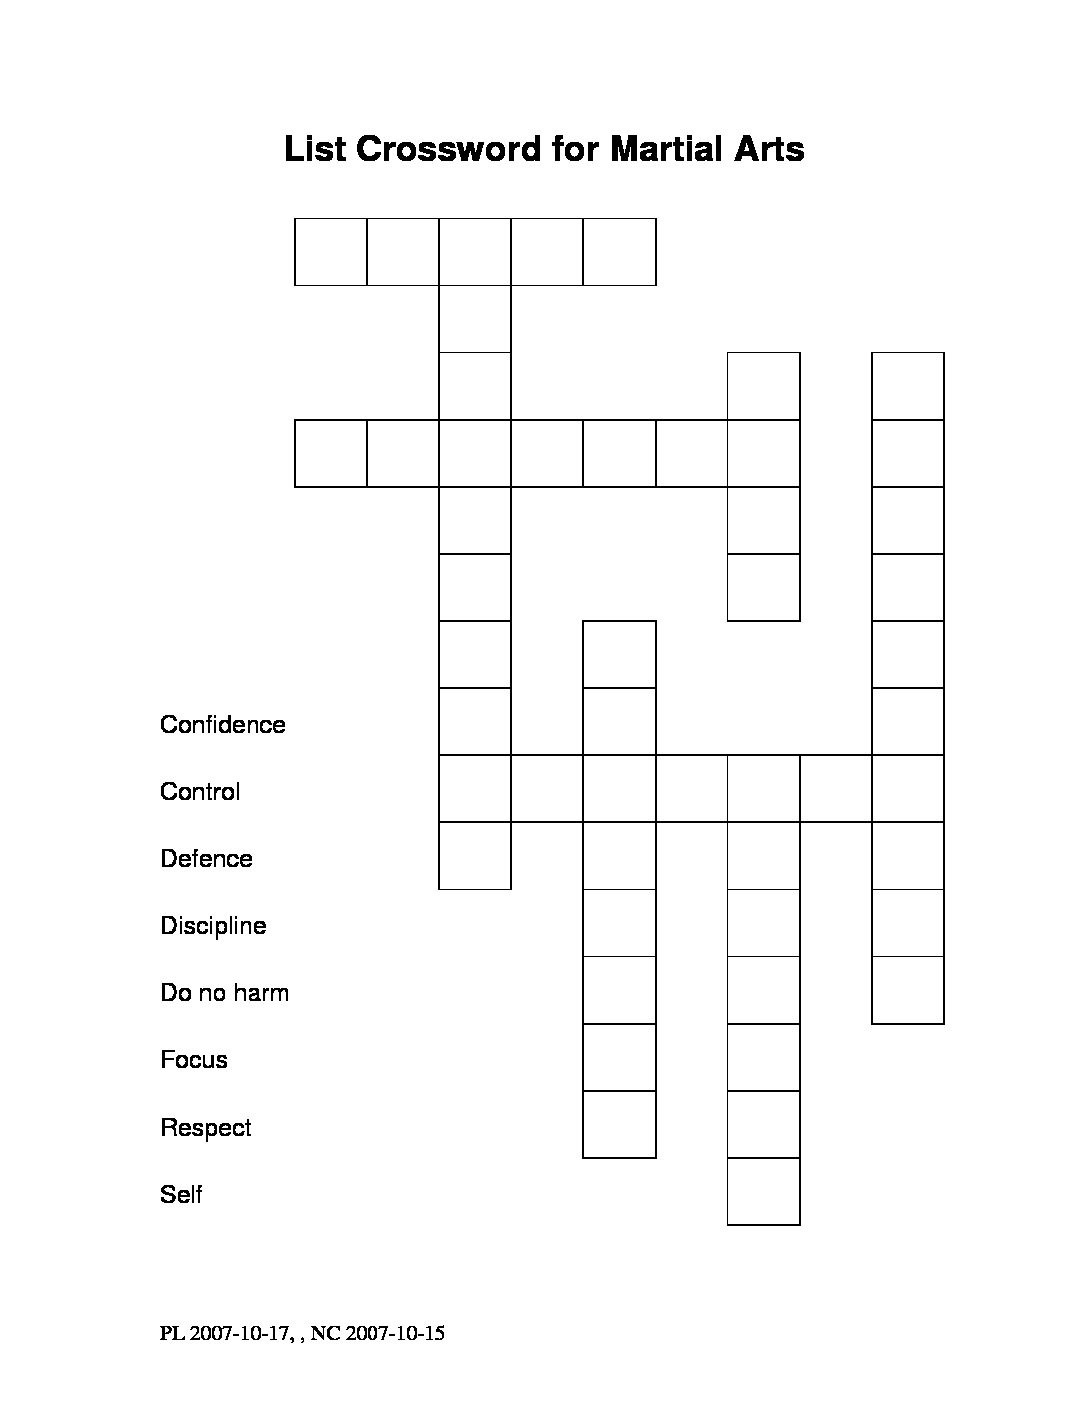 List Crossword for Martial Arts
Confidence
Control
Defence
Discipline
Do no harm
Focus
Respect
Self
PL 2007-10-17, , NC 2007-10-15